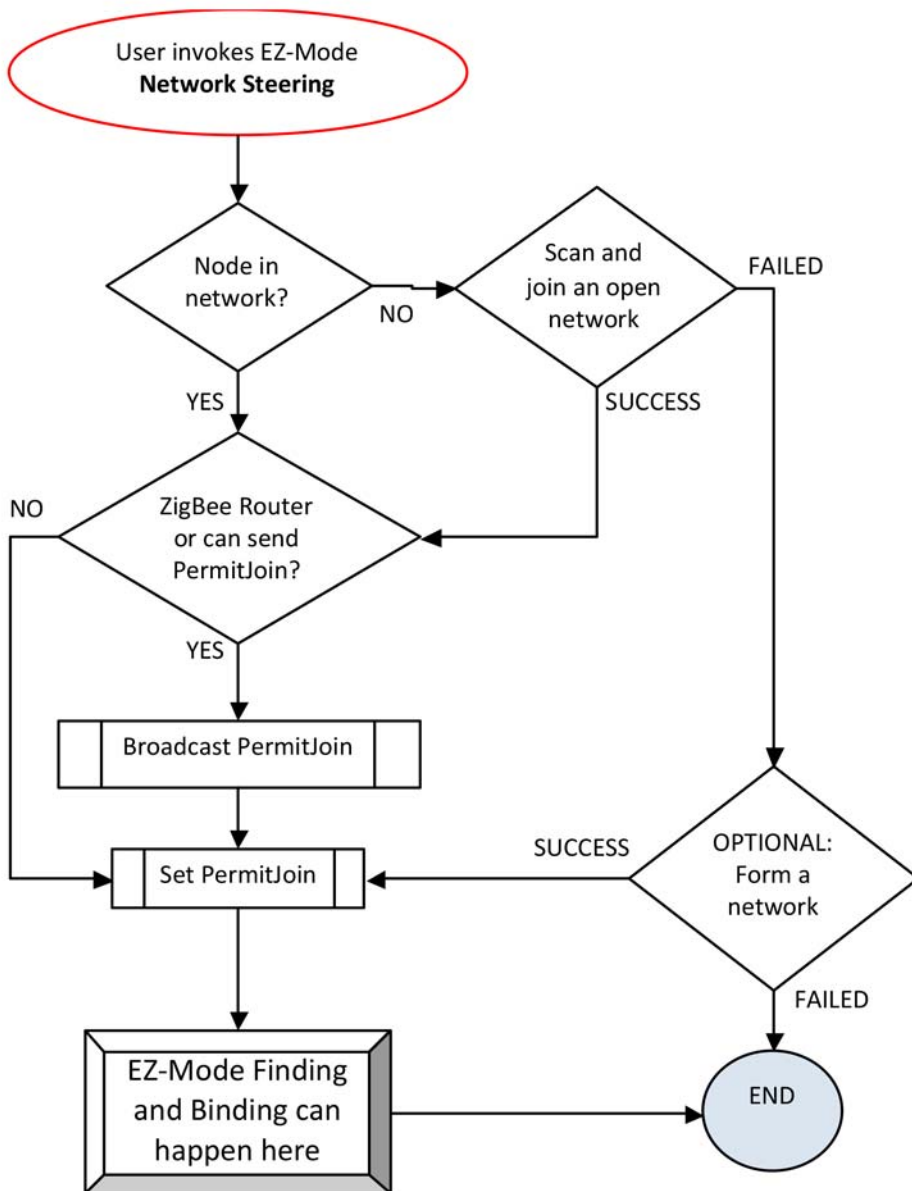 User invokes EZ-Mode
Network Steering
Node in
network?
NO
Scan and
join an open
network
FAILED
YES
SUCCESS
NO
ZigBee Router
or can send
PermitJoin?
YES
Broadcast PermitJoin
Set PermitJoin
SUCCESS
OPTIONAL:
Form a
network
FAILED
EZ-Mode Finding
and Binding can
happen here
END